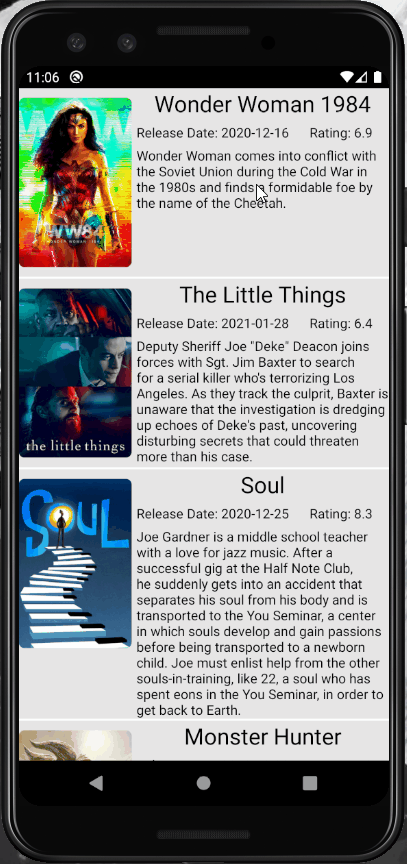 11:06
Wonder Woman 1984
Release Date: 2020-12-16 Rating: 6.9
Wonder Woman comes into conflict with
the Soviet Union during the Cold War in
the 1980s and finds a formidable foe by
the name of the Cheetah.
WW84
The Little Things
Release Date: 2021-01-28 Rating: 6.4
Deputy Sheriff Joe "Deke" Deacon joins
forces with Sgt. Jim Baxter to search
for a serial killer who's terrorizing Los
Angeles. As they track the culprit, Baxter is
unaware that the investigation is dredging
up echoes of Deke's past, uncovering
disturbing secrets that could threaten
more than his case.
the little things
Soul
Release Date: 2020-12-25 Rating: 8.3
Joe Gardner is a middle school teacher
with a love for jazz music. After a
successful gig at the Half Note Club,
he suddenly gets into an accident that
separates his soul from his body and is
transported to the You Seminar, a center
in which souls develop and gain passions
before being transported to a newborn
child. Joe must enlist help from the other
souls-in-training, like 22, a soul who has
spent eons in the You Seminar, in order to
get back to Earth.
SOUL
Monster Hunter